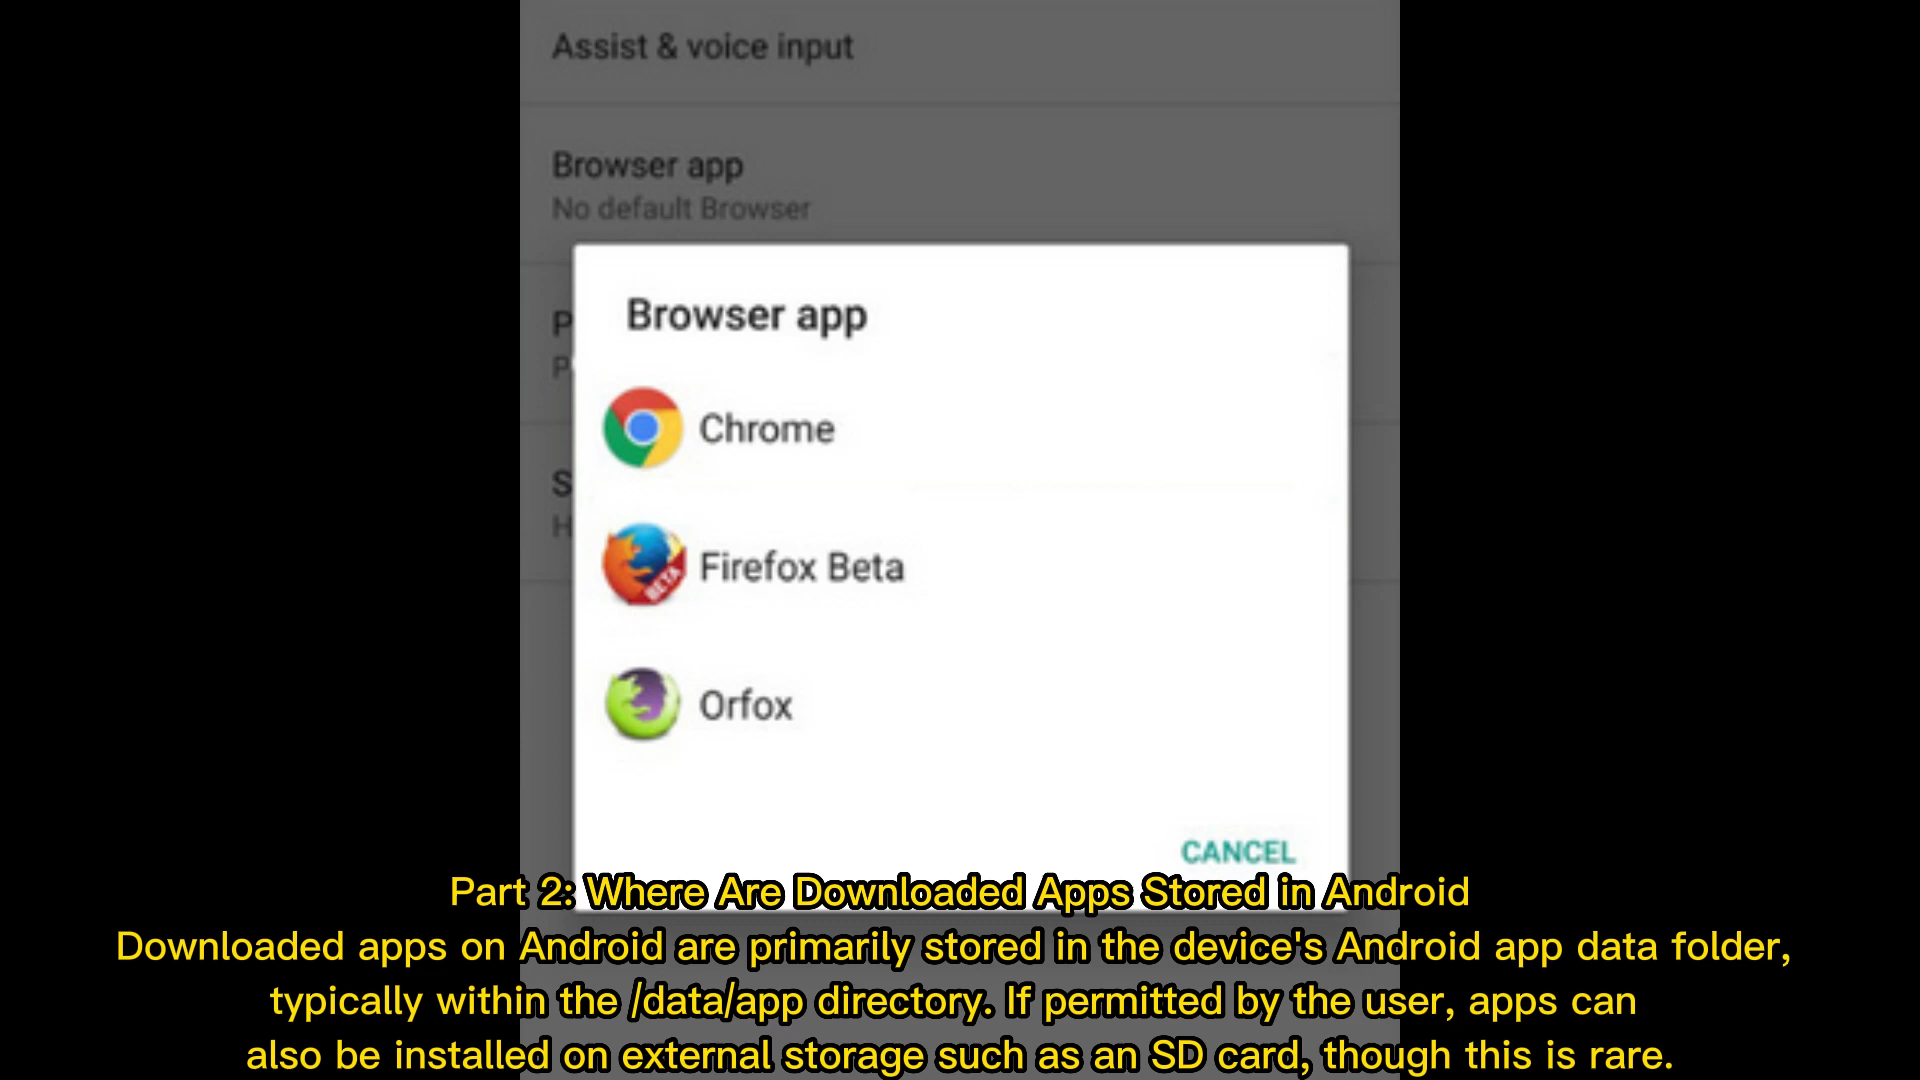 Assist & voice input
Browser app
No default Browser
P
P
S
H
Browser app
Chrome
BETA
Firefox Beta
Orfox
CANCEL
Part 2: Where Are Downloaded Apps Stored in Android
Downloaded apps on Android are primarily stored in the device's Android app data folder,
typically within the /data/app directory. If permitted by the user, apps can
also be installed on external storage such as an SD card, though this is rare.